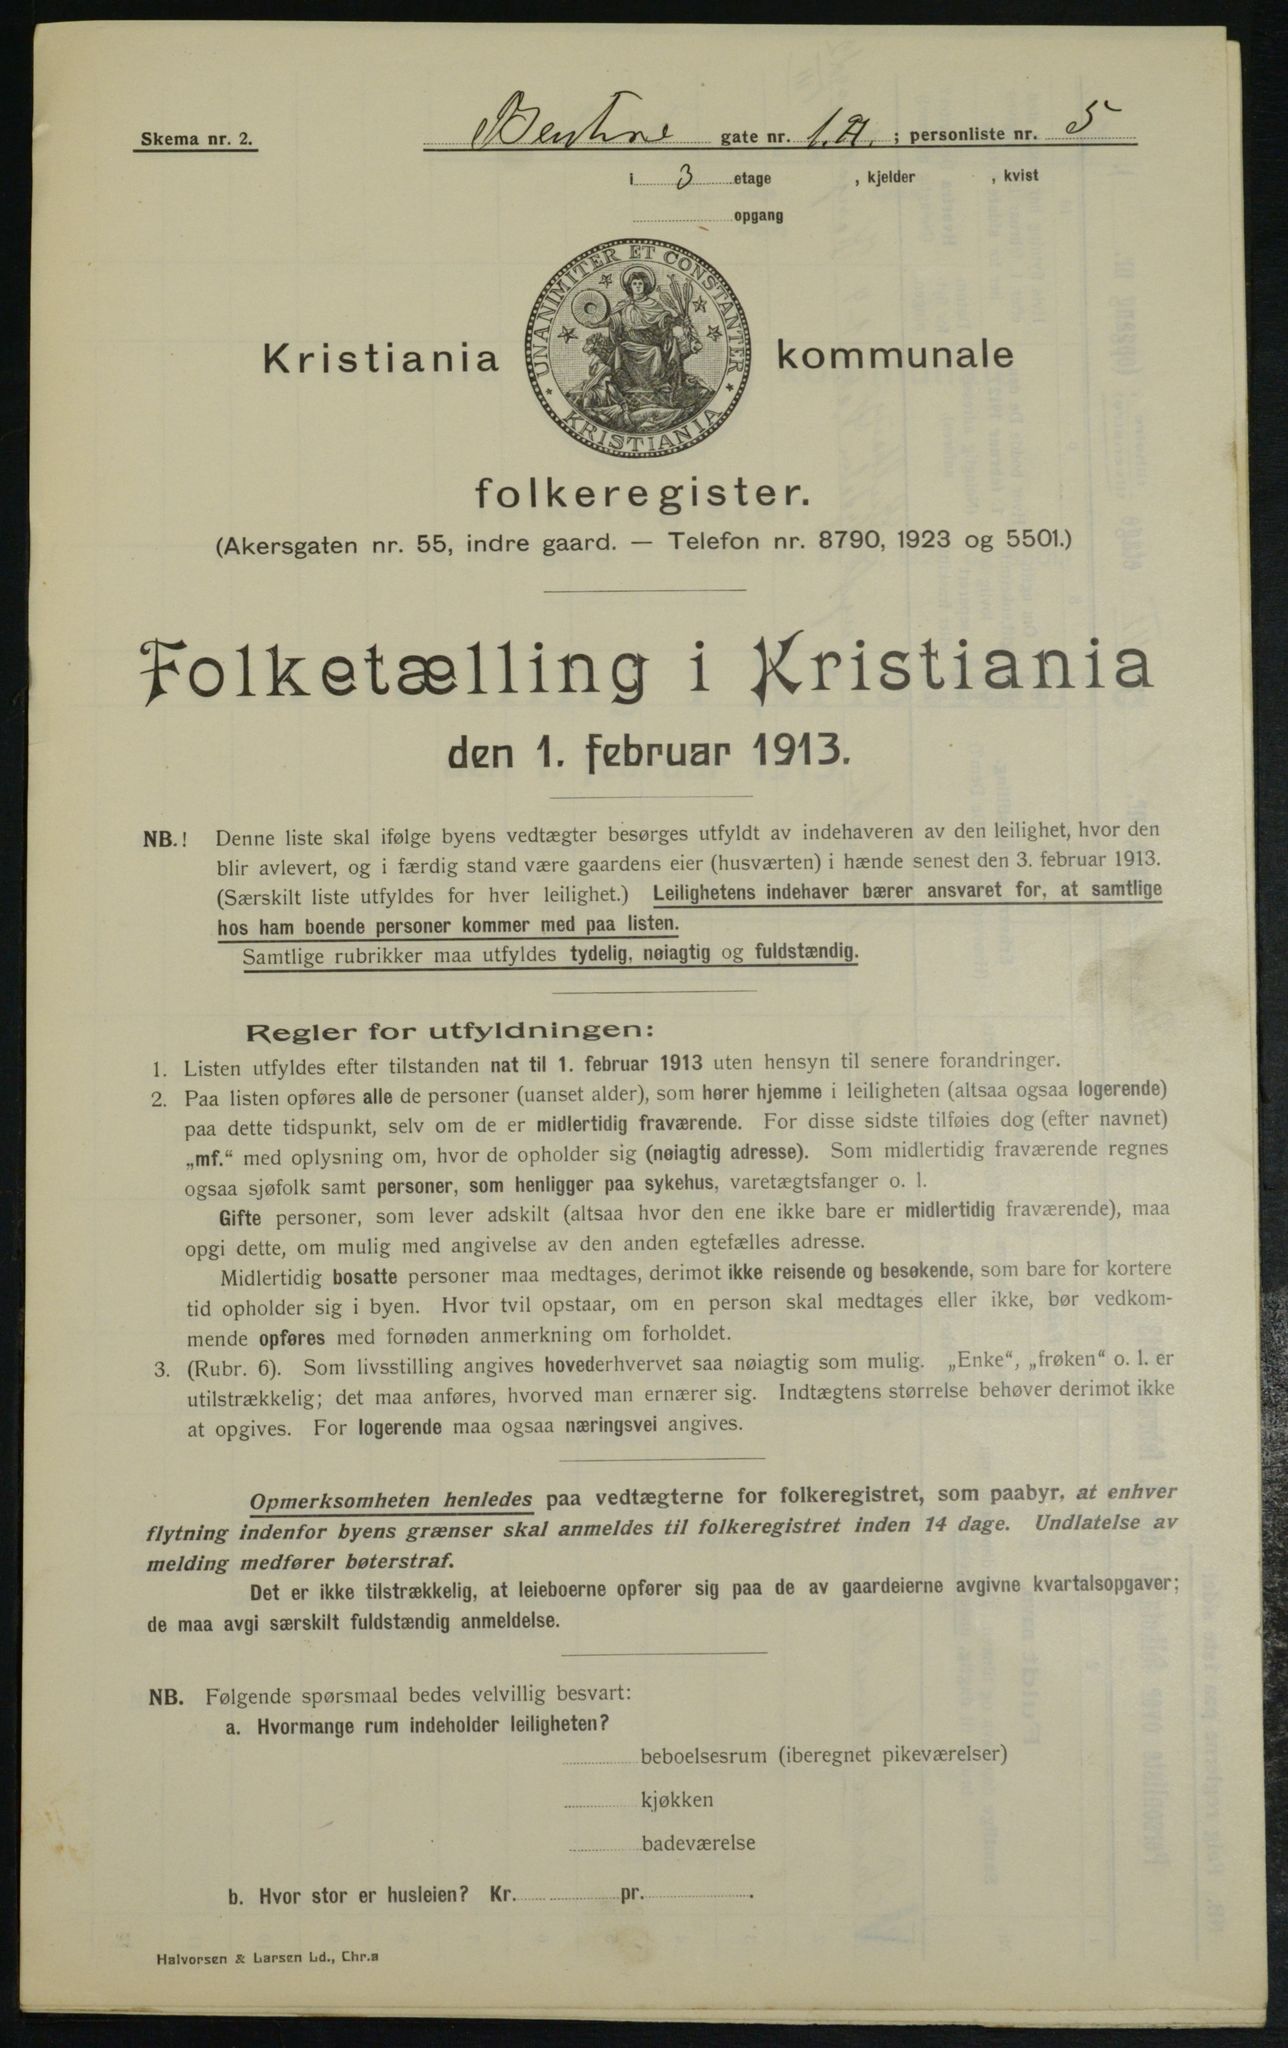 Skema nr. 2.
Bentse gate nr. 1.A. ; personliste nr. 5
i 3 etage , kjelder , kvist
opgang
UNANIMITER ET CONSTANTER
KRISTIANIA
Kristiania kommunale
folkeregister.
(Akersgaten nr. 55, indre gaard. — Telefon nr. 8790, 1923 og 5501.)
Folketælling i Kristiania
den 1. februar 1913.
NB.! Denne liste skal ifølge byens vedtægter besørges utfyldt av indehaveren av den leilighet, hvor den
blir avlevert, og i færdig stand være gaardens eier (husværten) i hænde senest den 3. februar 1913.
(Særskilt liste utfyldes for hver leilighet.) Leilighetens indehaver bærer ansvaret for, at samtlige
hos ham boende personer kommer med paa listen.
Samtlige rubrikker maa utfyldes tydelig, nøiagtig og fuldstændig.
Regler for utfyldningen:
1. Listen utfyldes efter tilstanden nat til 1. februar 1913 uten hensyn til senere forandringer.
2. Paa listen opføres alle de personer (uanset alder), som hører hjemme i leiligheten (altsaa ogsaa logerende)
paa dette tidspunkt, selv om de er midlertidig fraværende. For disse sidste tilføies dog (efter navnet)
„mf.“ med oplysning om, hvor de opholder sig (nøiagtig adresse). Som midlertidig fraværende regnes
ogsaa sjøfolk samt personer, som henligger paa sykehus, varetægtsfanger o. l.
Gifte personer, som lever adskilt (altsaa hvor den ene ikke bare er midlertidig fraværende), maa
opgi dette, om mulig med angivelse av den anden egtefælles adresse.
Midlertidig bosatte personer maa medtages, derimot ikke reisende og besøkende, som bare for kortere
tid opholder sig i byen. Hvor tvil opstaar, om en person skal medtages eller ikke, bør vedkom-
mende opføres med fornøden anmerkning om forholdet.
3. (Rubr. 6). Som livsstilling angives hovederhvervet saa nøiagtig som mulig. „Enke“, „frøken“ o. l. er
utilstrækkelig; det maa anføres, hvorved man ernærer sig. Indtægtens størrelse behøver derimot ikke
at opgives. For logerende maa ogsaa næringsvei angives.
Opmerksomheten henledes paa vedtægterne for folkeregistret, som paabyr, at enhver
flytning indenfor byens grænser skal anmeldes til folkeregistret inden 14 dage. Undlatelse av
melding medfører bøterstraf.
Det er ikke tilstrækkelig, at leieboerne opfører sig paa de av gaardeierne avgivne kvartalsopgaver;
de maa avgi særskilt fuldstændig anmeldelse.
NB. Følgende spørsmaal bedes velvillig besvart:
a. Hvormange rum indeholder leiligheten?
beboelsesrum (iberegnet pikeværelser)
kjøkken
badeværelse
b. Hvor stor er husleien? Kr. pr. .
Halvorsen & Larsen Ld., Chr.a